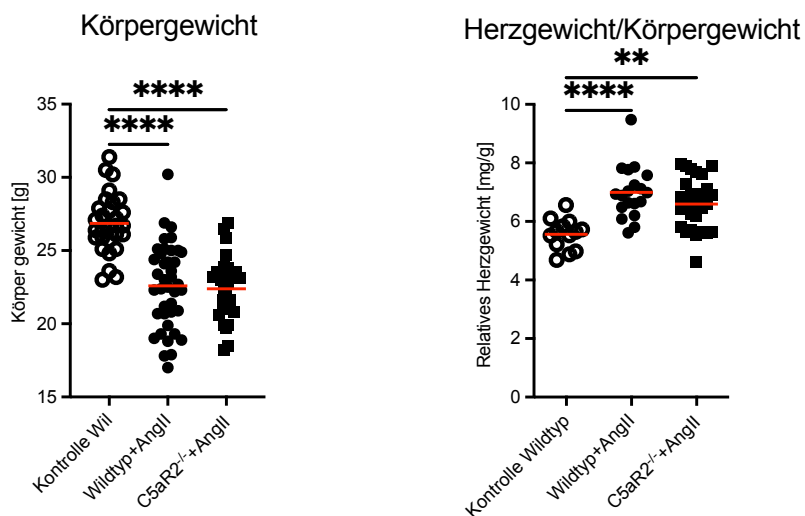 Körpergewicht
****
****
35
30
25
20
15
Körper gewicht [g]
Kontrolle Wil
Wildtyp+AngII
C5aR2-/-+AngII
Herzgewicht/Körpergewicht
**
****
10
8
6
4
2
0
Relatives Herzgewicht [mg/g]
Kontrolle Wildtyp
Wildtyp+AngII
C5aR2-/-+AngII